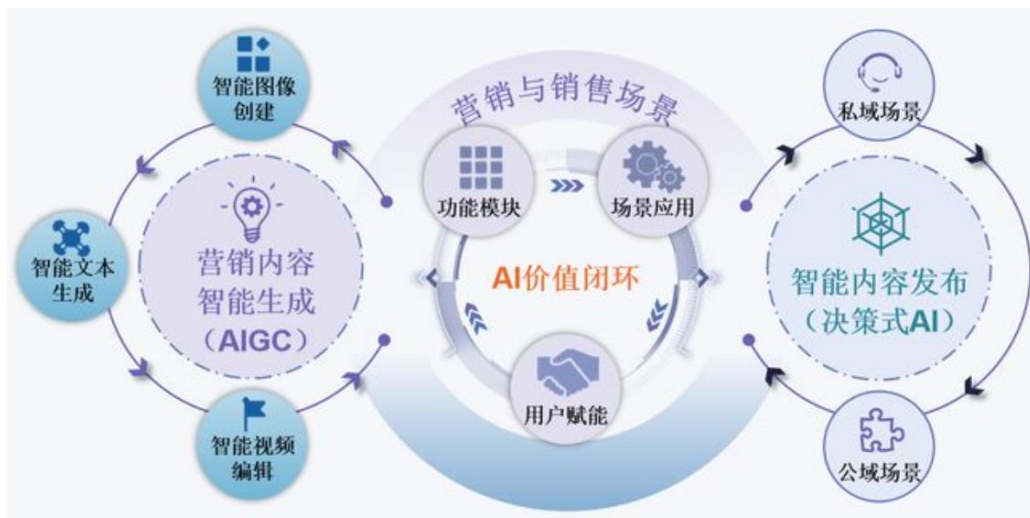 智能图像
创建
智能文本
生成
营销内容
智能生成
（AIGC）
智能视频
编辑
营销与销售场景
功能模块
场景应用
AI价值闭环
用户赋能
私域场景
智能内容发布
（决策式AI）
公域场景